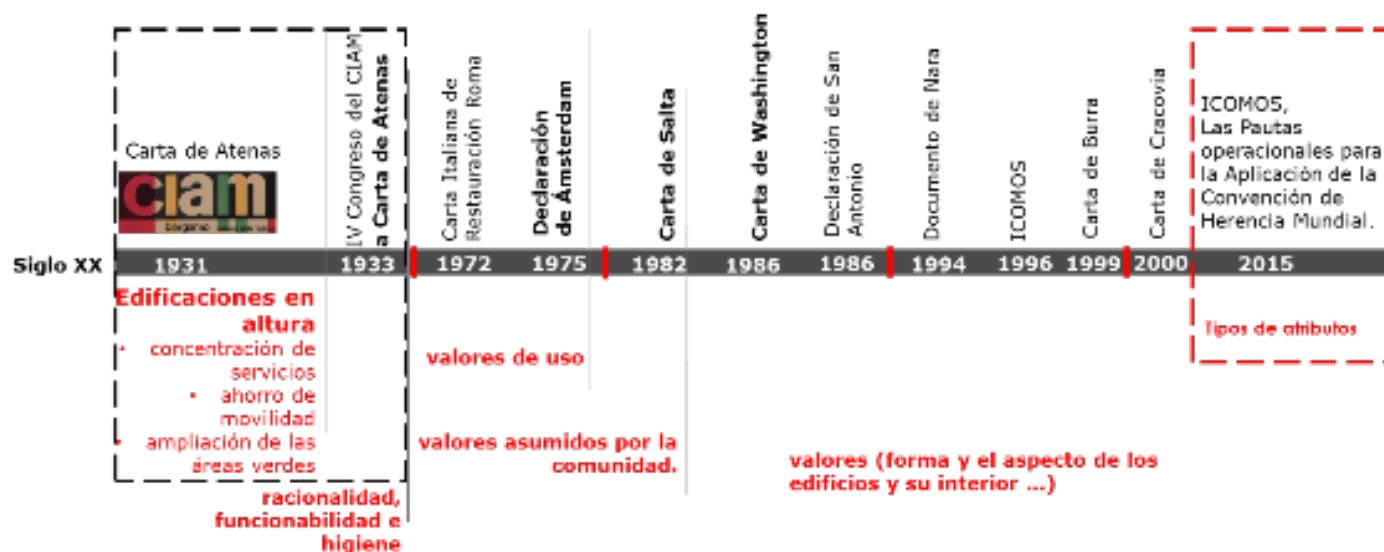 Carta de Atenas
ciam
bergamo
IV Congreso del CIAM
a Carta de Atenas
Carta Italiana de
Restauración Roma
Declaración
de Ámsterdam
Carta de Salta
Carta de Washington
Declaración de San
Antonio
Documento de Nara
ICOMOS
Carta de Burra
Carta de Cracovia
ICOMOS,
Las Pautas
operacionales para
la Aplicación de la
Convención de
Herencia Mundial.
Siglo XX 1931 1933 1972 1975 1982 1986 1986 1994 1996 1999 2000 2015
Edificaciones en
altura
• concentración de
servicios
• ahorro de
movilidad
• ampliación de las
áreas verdes
racionalidad,
funcionabilidad e
higiene
valores de uso
valores asumidos por la
comunidad.
valores (forma y el aspecto de los
edificios y su interior ...)
Tipos de atributos